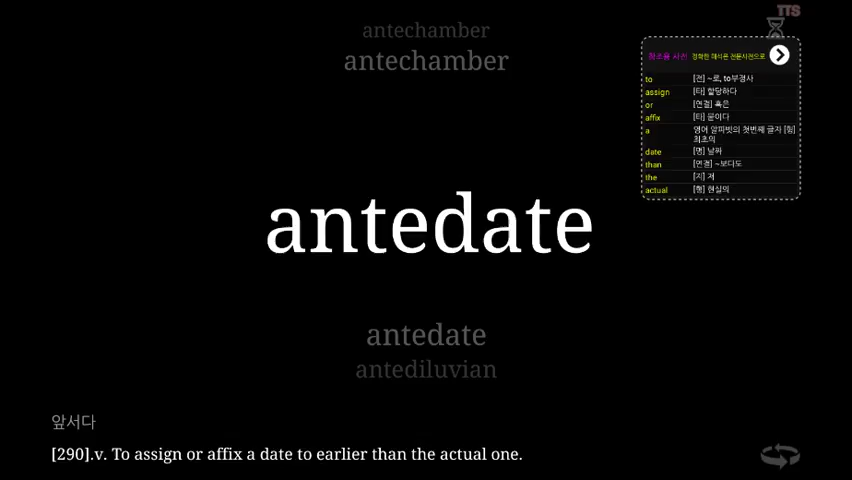 antechamber
antechamber
TTS
참조용 사전 정확한 해석은 전문사전으로
to [전] ~로, to부정사
assign [타] 할당하다
or [연결] 혹은
affix [타] 붙이다
a 영어 알파벳의 첫번째 글자 [형]
최초의
date [명] 날짜
than [연결] ~보다도
the [지] 저
actual [형] 현실의
antedate
antedate
antediluvian
앞서다
[290].v. To assign or affix a date to earlier than the actual one.